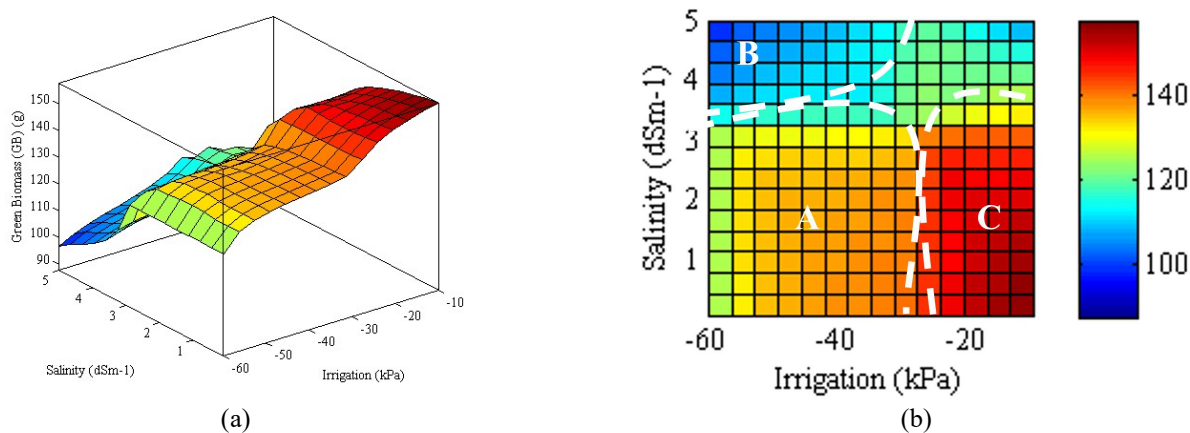 150
140
130
120
110
100
90
Green Biomass (GB) (g)
5
4
3
2
1
Salinity (dSm-1)
-60
-50
-40
-30
-20
-10
Irrigation (kPa)
(a)
5
4
3
2
1
Salinity (dSm-1)
B
A
C
-60
-40
-20
Irrigation (kPa)
140
120
100
(b)